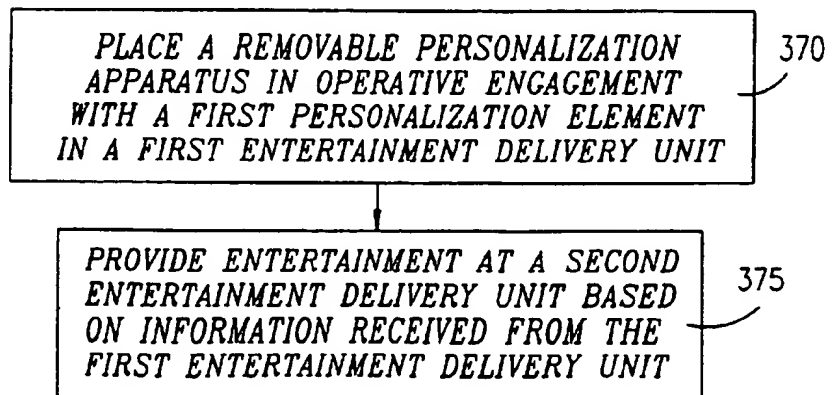 PLACE A REMOVABLE PERSONALIZATION
APPARATUS IN OPERATIVE ENGAGEMENT
WITH A FIRST PERSONALIZATION ELEMENT
IN A FIRST ENTERTAINMENT DELIVERY UNIT
370
PROVIDE ENTERTAINMENT AT A SECOND
ENTERTAINMENT DELIVERY UNIT BASED
ON INFORMATION RECEIVED FROM THE
FIRST ENTERTAINMENT DELIVERY UNIT
375